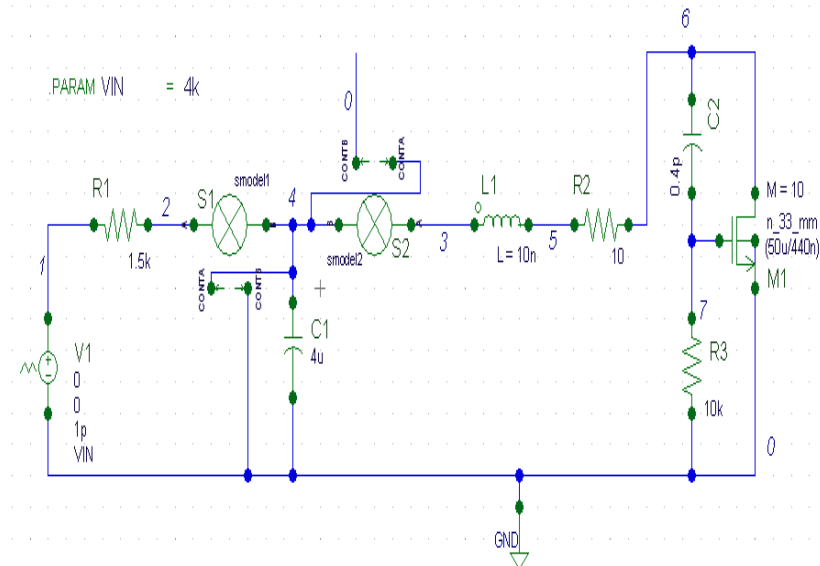 6
.PARAM VIN = 4k
0
CONTB
CONTA
C2
0.4p
R1
2
S1
smodel1
4
L1
R2
M = 10
n_33_mm
(50u/440n)
M1
A
B
B
A
1
1.5k
smodel2
S2
3
L = 10n
5
10
CONTA
CONTB
C1
4u
7
R3
10k
V1
0
0
1p
VIN
0
GND